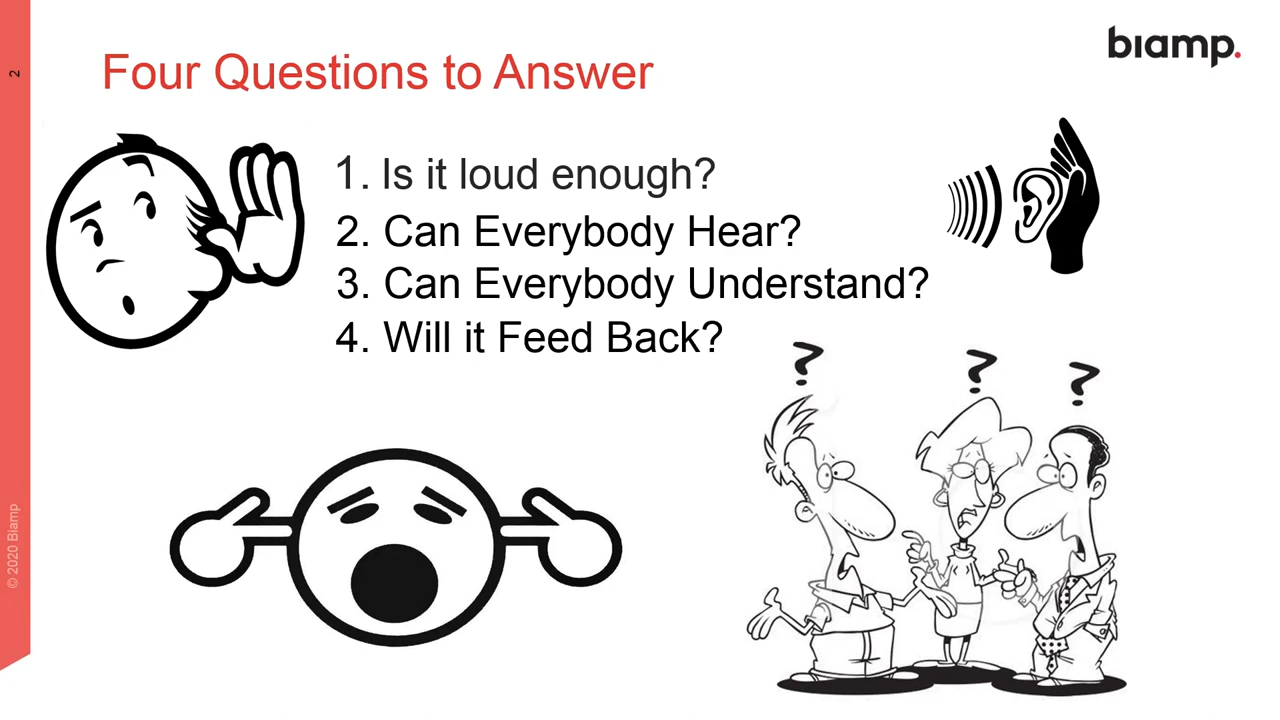 biamp.
2
Four Questions to Answer
1. Is it loud enough?
2. Can Everybody Hear?
3. Can Everybody Understand?
4. Will it Feed Back?
? ? ?
© 2020 Biamp